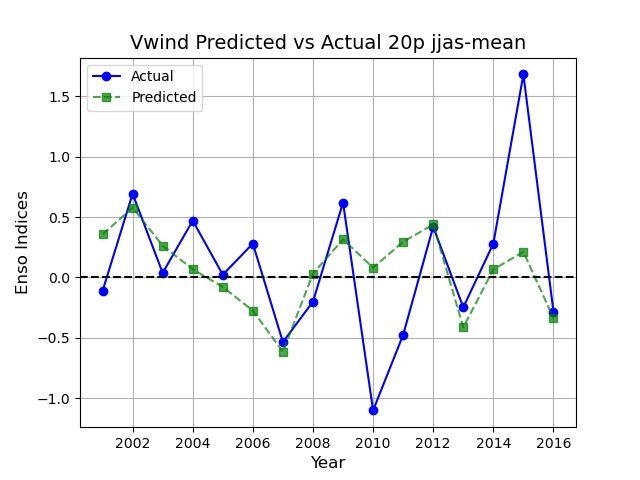 Vwind Predicted vs Actual 20p jjas-mean
Actual
Predicted
Enso Indices
1.5
1.0
0.5
0.0
−0.5
−1.0
2002 2004 2006 2008 2010 2012 2014 2016
Year